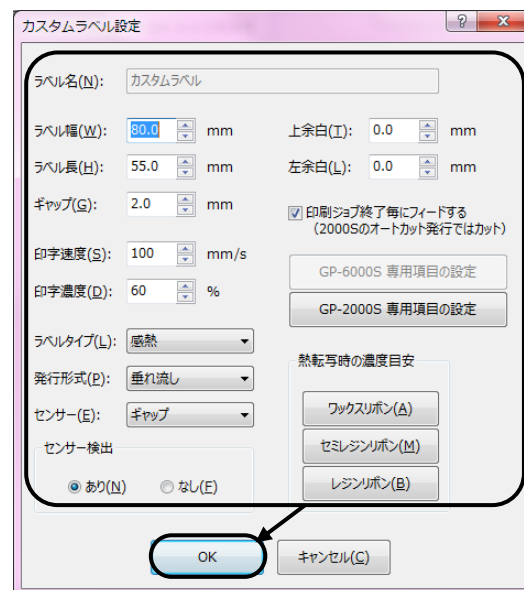 カスタムラベル設定
ラベル名(N): カスタムラベル
ラベル幅(W): 80.0 mm 上余白(T): 0.0 mm
ラベル長(H): 55.0 mm 左余白(L): 0.0 mm
ギャップ(G): 2.0 mm
印刷ジョブ終了毎にフィードする
(2000Sのオートカット発行ではカット)
印字速度(S): 100 mm/s
印字濃度(D): 60 %
GP-6000S 専用項目の設定
GP-2000S 専用項目の設定
ラベルタイプ(L): 感熱
発行形式(P): 垂れ流し
センサー(E): ギャップ
熱転写時の濃度目安
ワックスリボン(A)
セミレジンリボン(M)
レジンリボン(B)
センサー検出
あり(N) なし(F)
OK キャンセル(C)